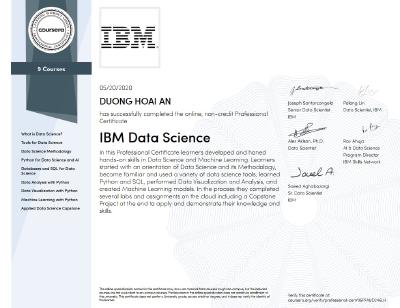 coursera
9 Courses
What is Data Science?
Tools for Data Science
Data Science Methodology
Python for Data Science and AI
Databases and SQL for Data
Science
Data Analysis with Python
Data Visualization with Python
Machine Learning with Python
Applied Data Science Capstone
IBM
05/20/2020
DUONG HOAI AN
has successfully completed the online, non-credit Professional
Certificate
IBM Data Science
In this Professional Certificate learners developed and honed
hands-on skills in Data Science and Machine Learning. Learners
started with an orientation of Data Science and its Methodology,
became familiar and used a variety of data science tools, learned
Python and SQL, performed Data Visualization and Analysis, and
created Machine Learning models. In the process they completed
several labs and assignments on the cloud including a Capstone
Project at the end to apply and demonstrate their knowledge and
skills.
Joseph Santarcangelo
Senior Data Scientist
IBM
Polong Lin
Data Scientist, IBM
Alex Aklson, Ph.D.
Data Scientist
Rav Ahuja
AI & Data Science
Program Director
IBM Skills Network
Saeed Aghabozorgi
Sr. Data Scientist
IBM
Verify this certificate at: